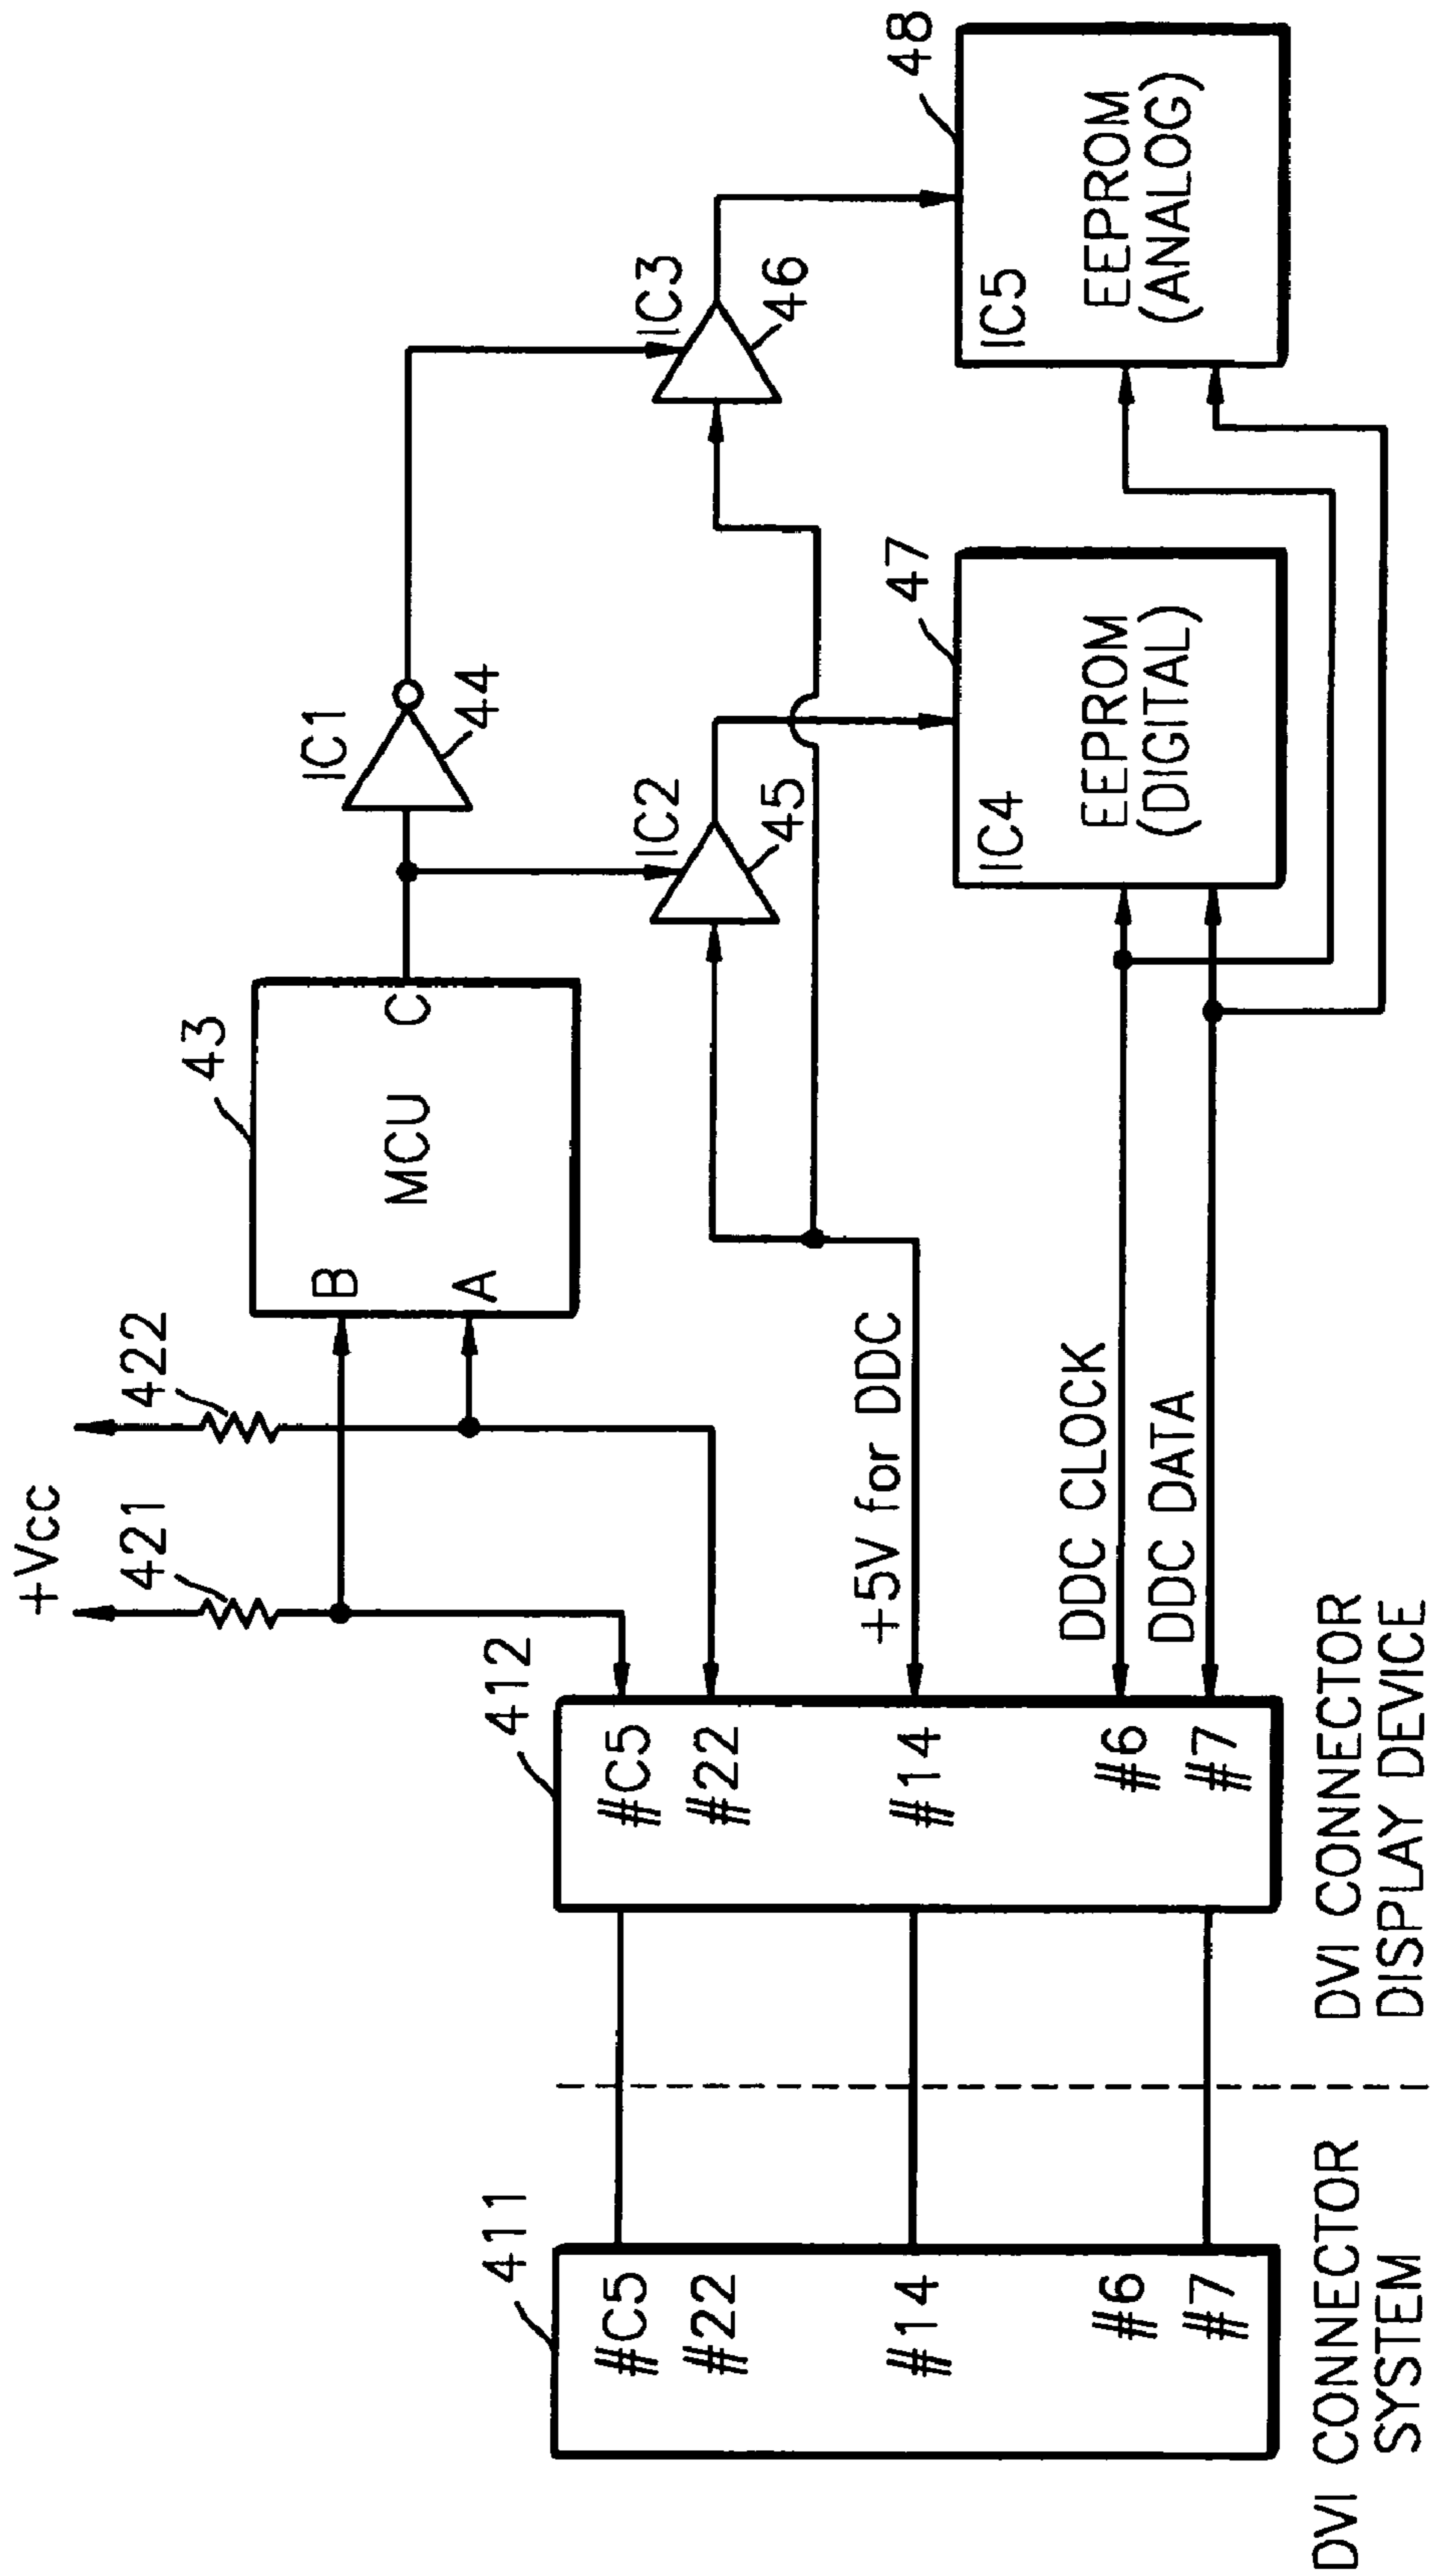 +Vcc
421
422
43
B
A
MCU
C
IC1
44
IC2
45
IC3
46
411
#C5
#22
#14
#6
#7
412
#C5
#22
#14
#6
#7
+5V for DDC
DDC CLOCK
DDC DATA
47
IC4
EEPROM
(DIGITAL)
48
IC5
EEPROM
(ANALOG)
DVI CONNECTOR
SYSTEM
DVI CONNECTOR
DISPLAY DEVICE